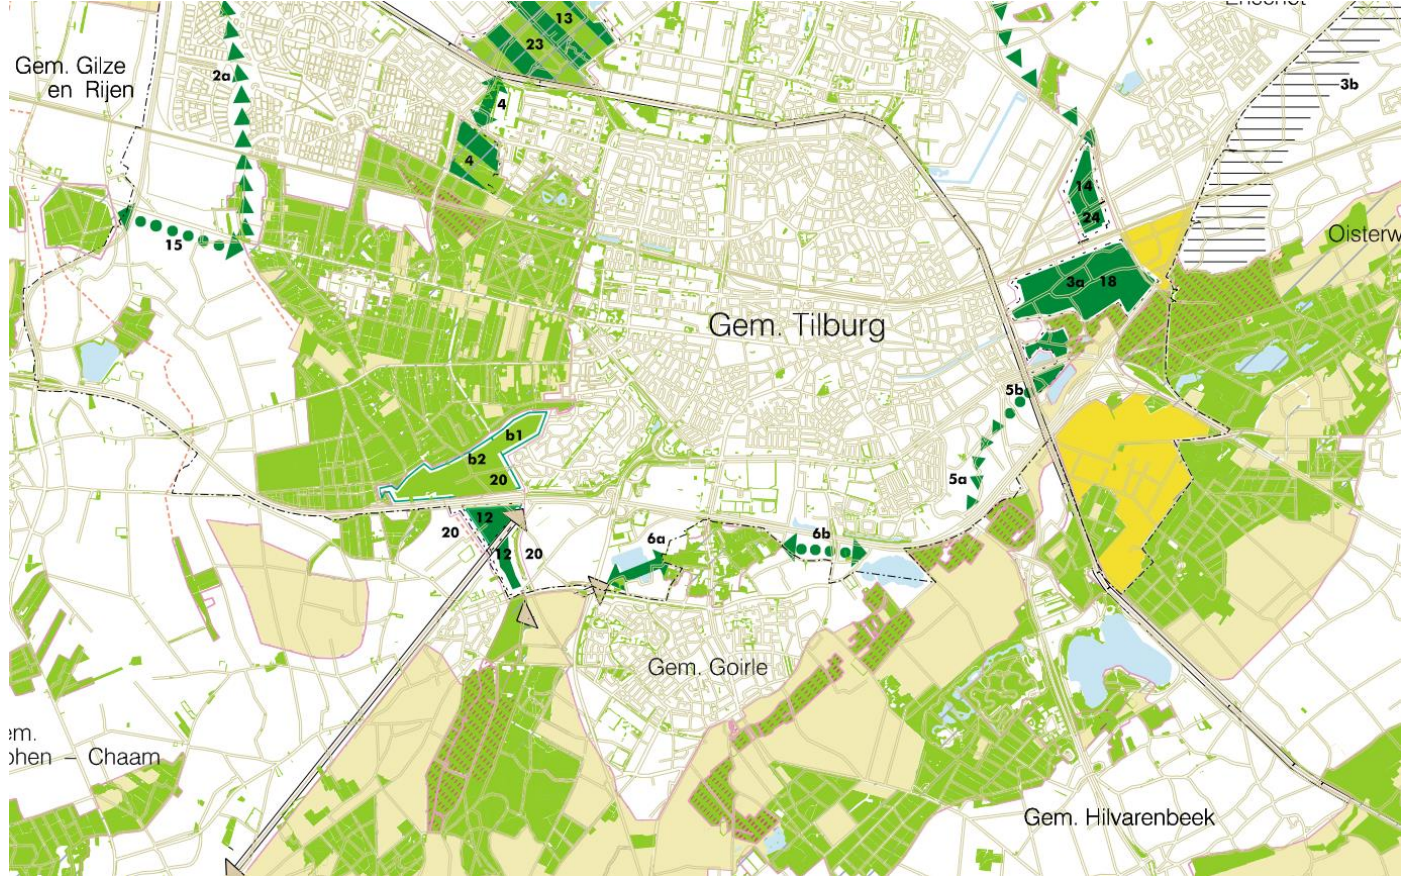 13
23
Gem. Gilze
en Rijen
2a
3b
4
4
14
24
15
Oisterw
3a 18
Gem. Tilburg
5b
b1
b2
20
5a
12
20
12
20
6a
6b
Gem. Goirle
em.
ohen – Chaam
Gem. Hilvarenbeek